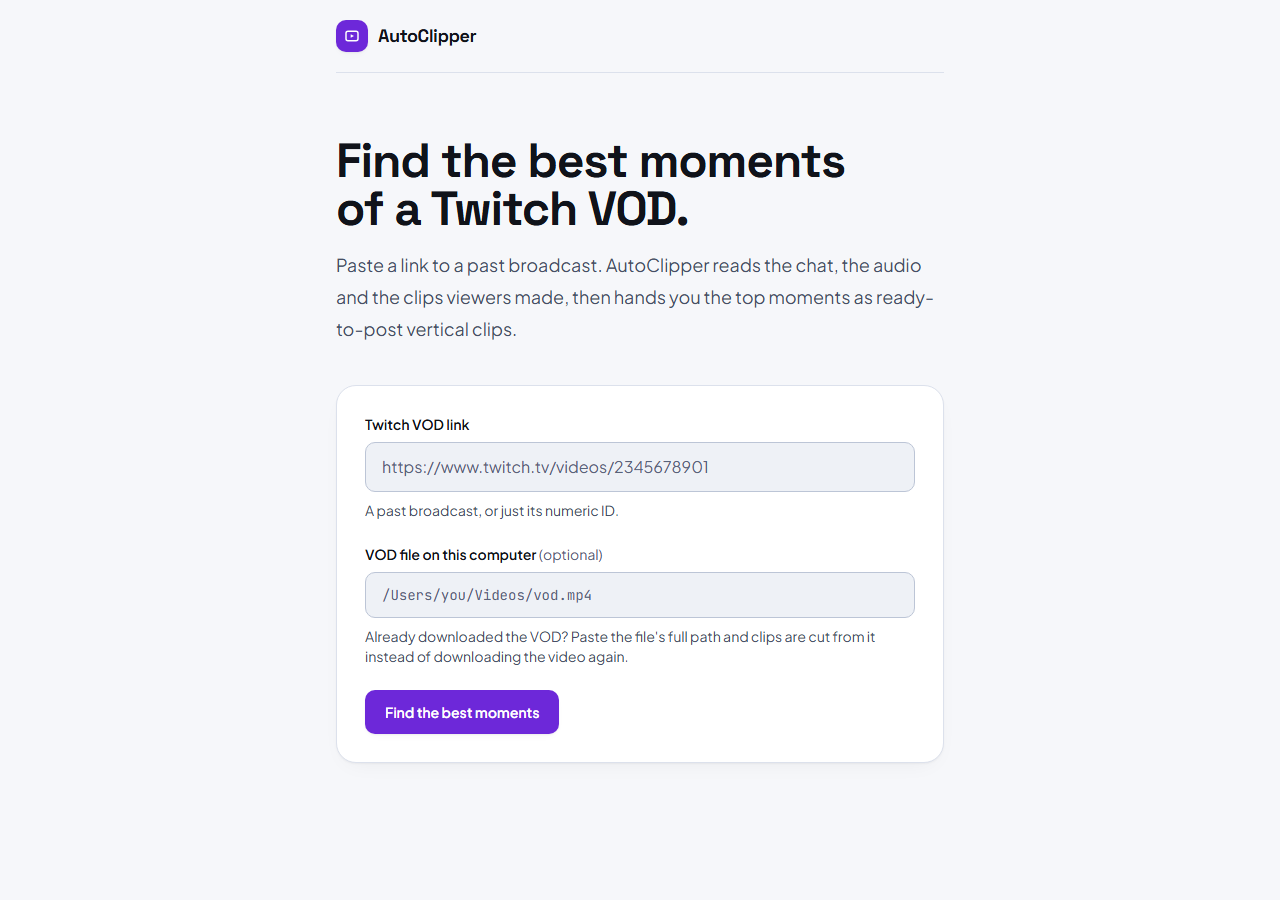 AutoClipper
Find the best moments
of a Twitch VOD.
Paste a link to a past broadcast. AutoClipper reads the chat, the audio
and the clips viewers made, then hands you the top moments as ready-
to-post vertical clips.
Twitch VOD link
https://www.twitch.tv/videos/2345678901
A past broadcast, or just its numeric ID.
VOD file on this computer (optional)
/Users/you/Videos/vod.mp4
Already downloaded the VOD? Paste the file's full path and clips are cut from it
instead of downloading the video again.
Find the best moments